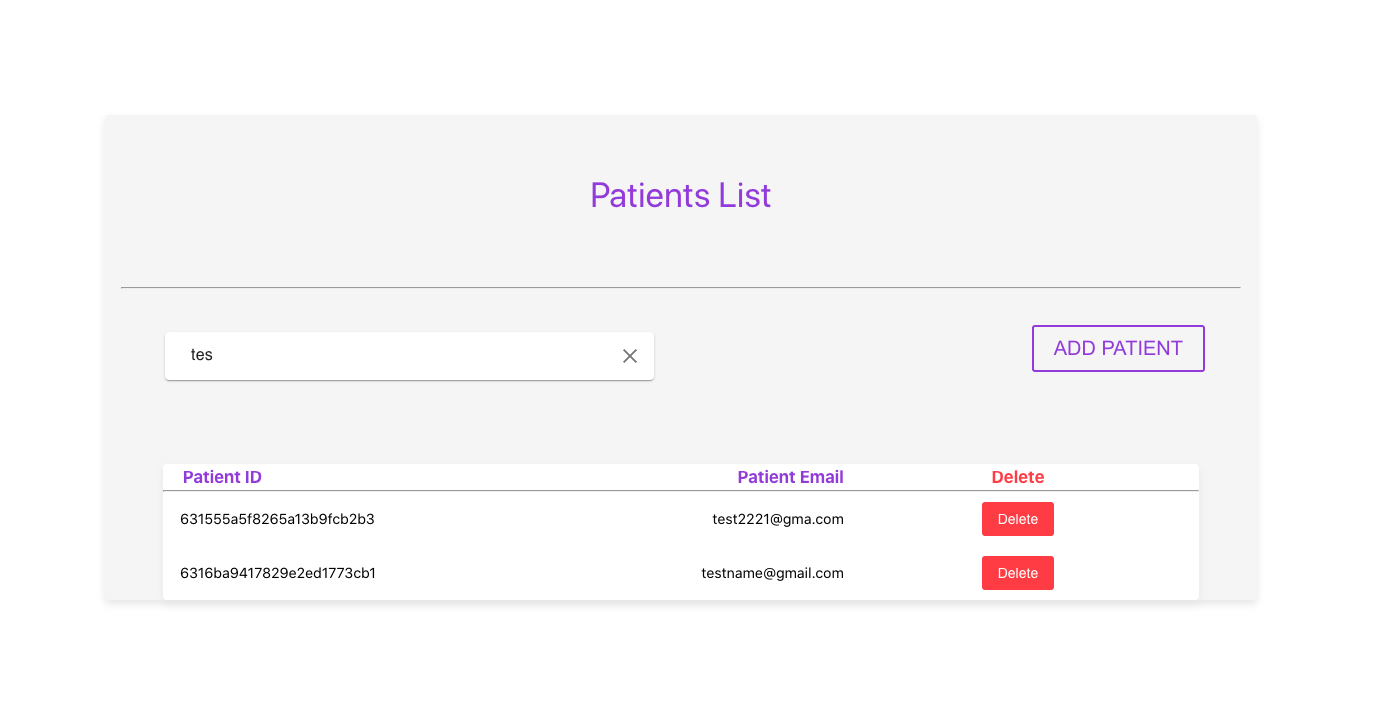 Patients List
tes
ADD PATIENT
Patient ID Patient Email Delete
631555a5f8265a13b9fcb2b3 test2221@gma.com Delete
6316ba9417829e2ed1773cb1 testname@gmail.com Delete